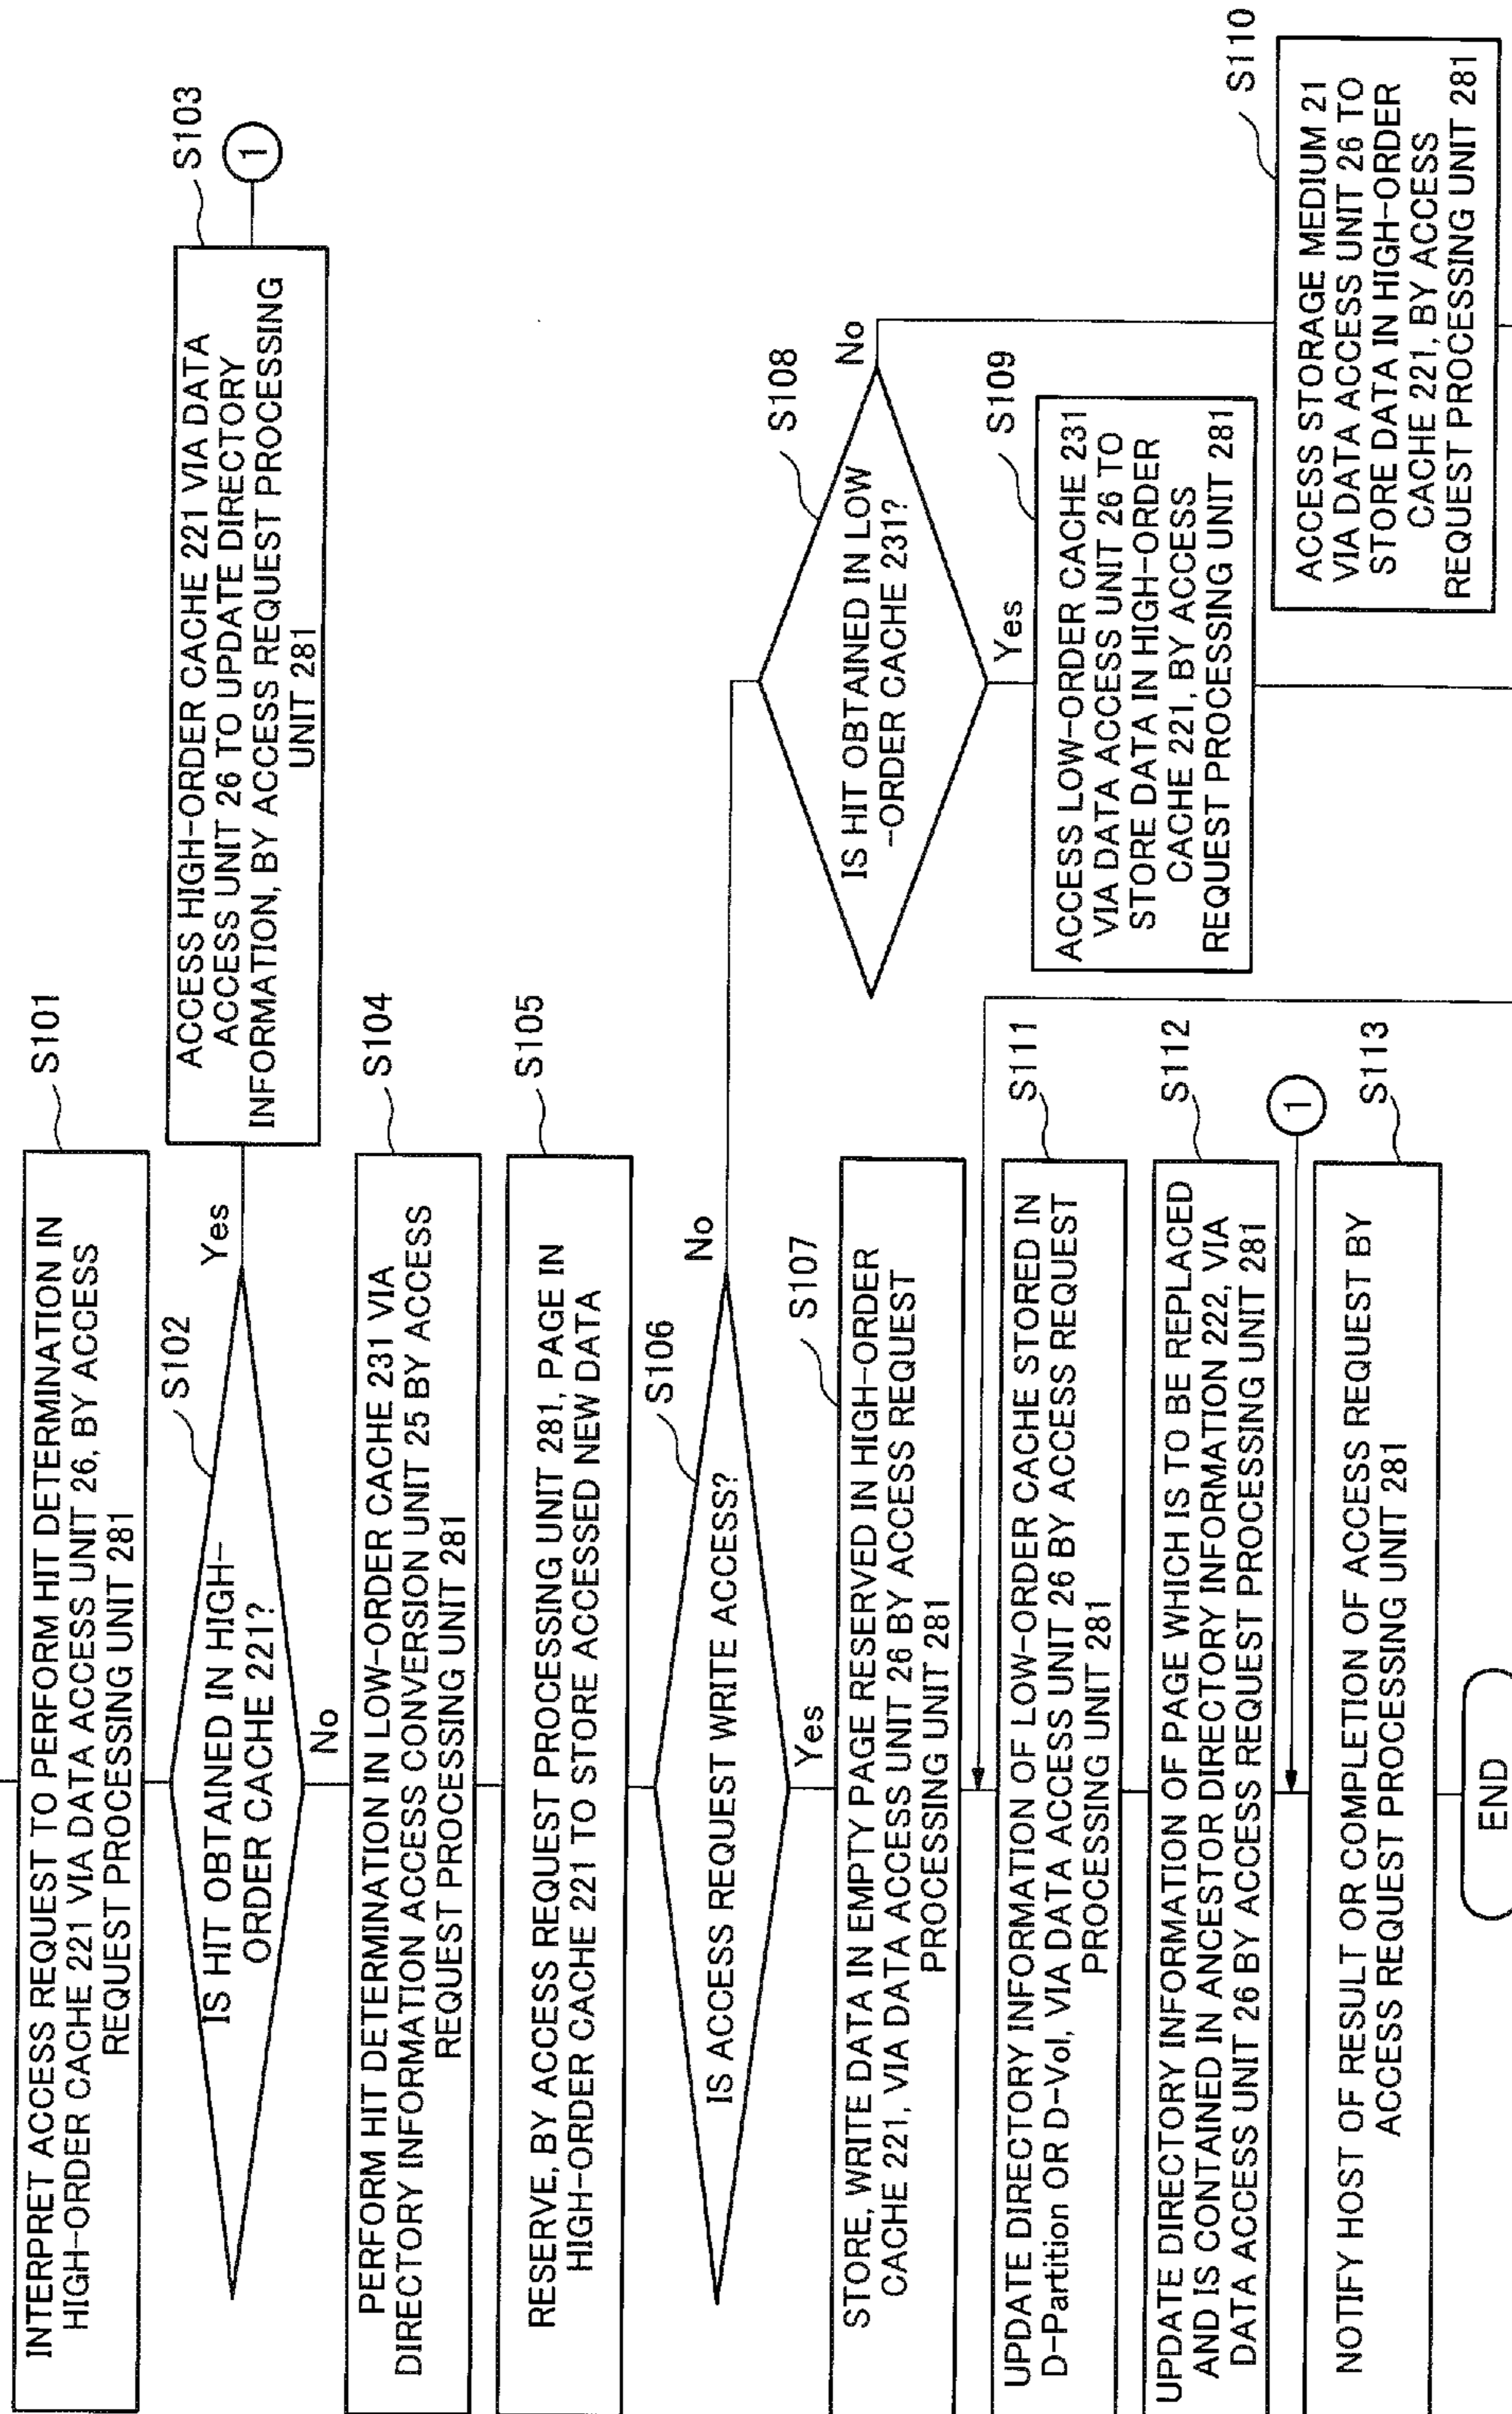 S101
INTERPRET ACCESS REQUEST TO PERFORM HIT DETERMINATION IN
HIGH-ORDER CACHE 221 VIA DATA ACCESS UNIT 26, BY ACCESS
REQUEST PROCESSING UNIT 281
S102
IS HIT OBTAINED IN HIGH-
ORDER CACHE 221?
Yes
No
S103
ACCESS HIGH-ORDER CACHE 221 VIA DATA
ACCESS UNIT 26 TO UPDATE DIRECTORY
INFORMATION, BY ACCESS REQUEST PROCESSING
UNIT 281
1
S104
PERFORM HIT DETERMINATION IN LOW-ORDER CACHE 231 VIA
DIRECTORY INFORMATION ACCESS CONVERSION UNIT 25 BY ACCESS
REQUEST PROCESSING UNIT 281
S105
RESERVE, BY ACCESS REQUEST PROCESSING UNIT 281, PAGE IN
HIGH-ORDER CACHE 221 TO STORE ACCESSED NEW DATA
S106
IS ACCESS REQUEST WRITE ACCESS?
No
Yes
S107
STORE, WRITE DATA IN EMPTY PAGE RESERVED IN HIGH-ORDER
CACHE 221, VIA DATA ACCESS UNIT 26 BY ACCESS REQUEST
PROCESSING UNIT 281
S108
IS HIT OBTAINED IN LOW
-ORDER CACHE 231?
No
Yes
S109
ACCESS LOW-ORDER CACHE 231
VIA DATA ACCESS UNIT 26 TO
STORE DATA IN HIGH-ORDER
CACHE 221, BY ACCESS
REQUEST PROCESSING UNIT 281
S110
ACCESS STORAGE MEDIUM 21
VIA DATA ACCESS UNIT 26 TO
STORE DATA IN HIGH-ORDER
CACHE 221, BY ACCESS
REQUEST PROCESSING UNIT 281
S111
UPDATE DIRECTORY INFORMATION OF LOW-ORDER CACHE STORED IN
D-Partition OR D-Vol, VIA DATA ACCESS UNIT 26 BY ACCESS REQUEST
PROCESSING UNIT 281
S112
UPDATE DIRECTORY INFORMATION OF PAGE WHICH IS TO BE REPLACED
AND IS CONTAINED IN ANCESTOR DIRECTORY INFORMATION 222, VIA
DATA ACCESS UNIT 26 BY ACCESS REQUEST PROCESSING UNIT 281
1
S113
NOTIFY HOST OF RESULT OR COMPLETION OF ACCESS REQUEST BY
ACCESS REQUEST PROCESSING UNIT 281
END